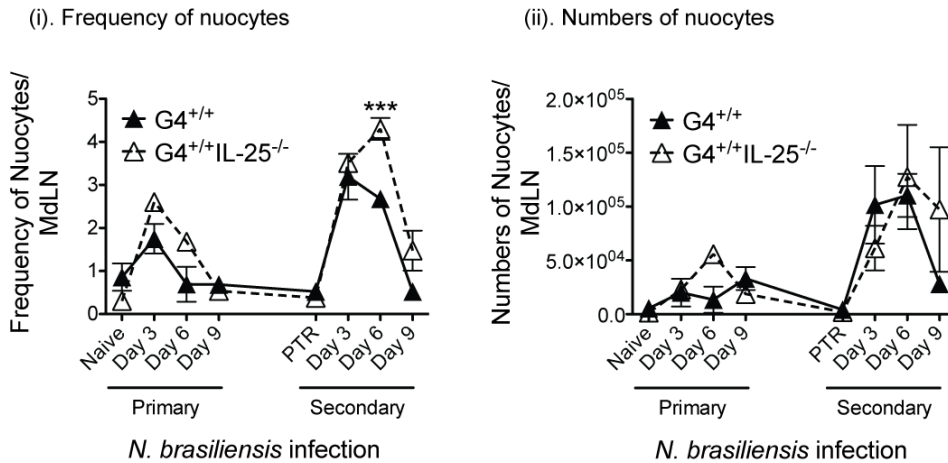 (i). Frequency of nuocytes
Frequency of Nuocytes/
MdLN
5
4
3
2
1
0
G4+/+
G4+/+IL-25-/-
***
Naive
Day 3
Day 6
Day 9
PTR
Day 3
Day 6
Day 9
Primary
Secondary
N. brasiliensis infection
(ii). Numbers of nuocytes
Numbers of Nuocytes/
MdLN
2.0×10^05
1.5×10^05
1.0×10^05
5.0×10^04
0.0
G4+/+
G4+/+IL-25-/-
Naive
Day 3
Day 6
Day 9
PTR
Day 3
Day 6
Day 9
Primary
Secondary
N. brasiliensis infection